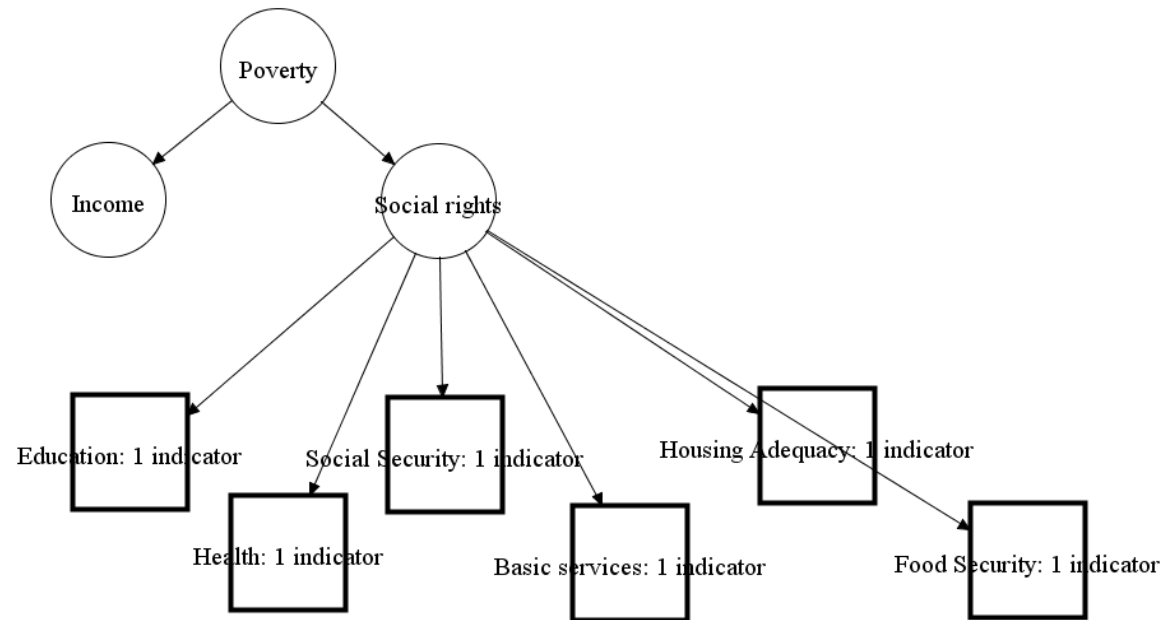 Poverty
Income
Social rights
Education: 1 indicator
Social Security: 1 indicator
Housing Adequacy: 1 indicator
Health: 1 indicator
Basic services: 1 indicator
Food Security: 1 indicator